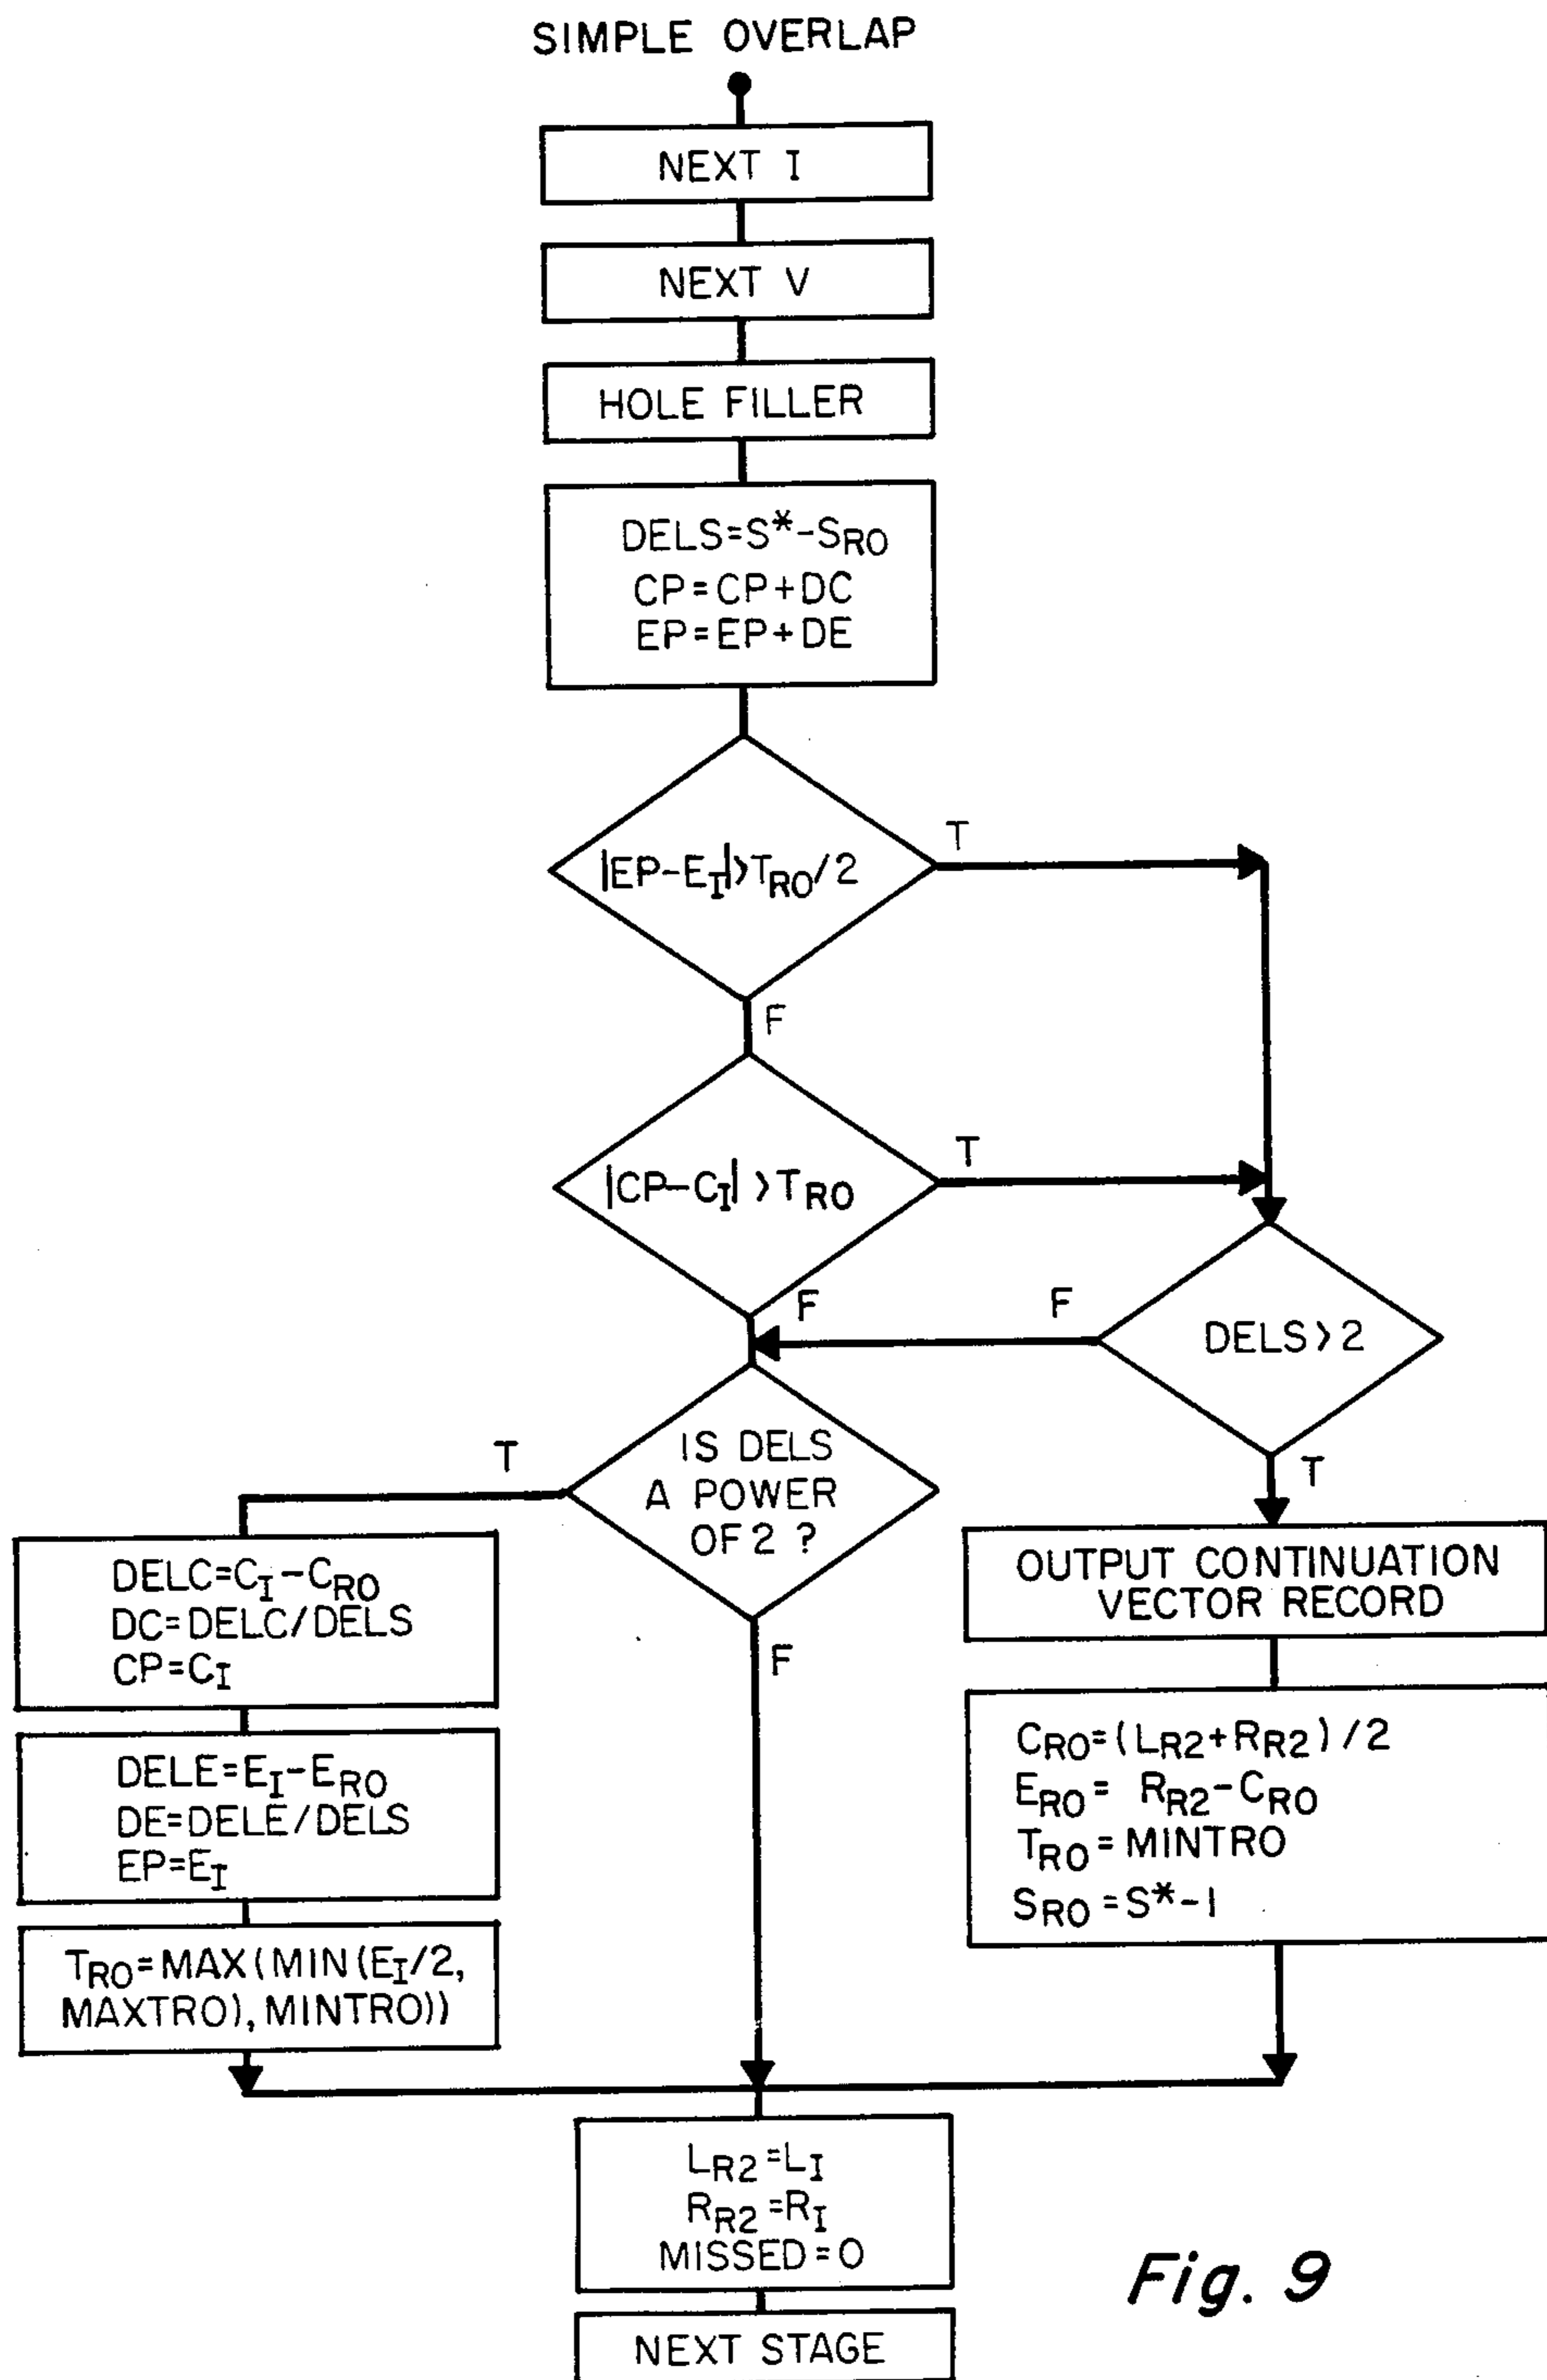 SIMPLE OVERLAP
NEXT I
NEXT V
HOLE FILLER
DELS=S*-SRO
CP=CP+DC
EP=EP+DE
|EP-EI|>TRO/2
T
F
|CP-CI|>TRO
T
F
F
DELS>2
T
IS DELS
A POWER
OF 2 ?
T
F
DELC=CI-CRO
DC=DELC/DELS
CP=CI
DELE=EI-ERO
DE=DELE/DELS
EP=EI
TRO=MAX(MIN(EI/2,
MAXTRO),MINTRO))
OUTPUT CONTINUATION
VECTOR RECORD
CRO=(LR2+RR2)/2
ERO= RR2-CRO
TRO=MINTRO
SRO=S*-1
LR2=LI
RR2=RI
MISSED=0
NEXT STAGE
Fig. 9